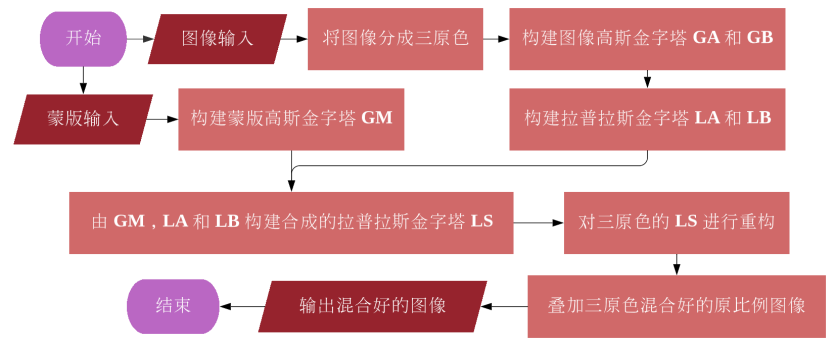 开始
图像输入
将图像分成三原色
构建图像高斯金字塔 GA 和 GB
蒙版输入
构建蒙版高斯金字塔 GM
构建拉普拉斯金字塔 LA 和 LB
由 GM , LA 和 LB 构建合成的拉普拉斯金字塔 LS
对三原色的 LS 进行重构
结束
输出混合好的图像
叠加三原色混合好的原比例图像